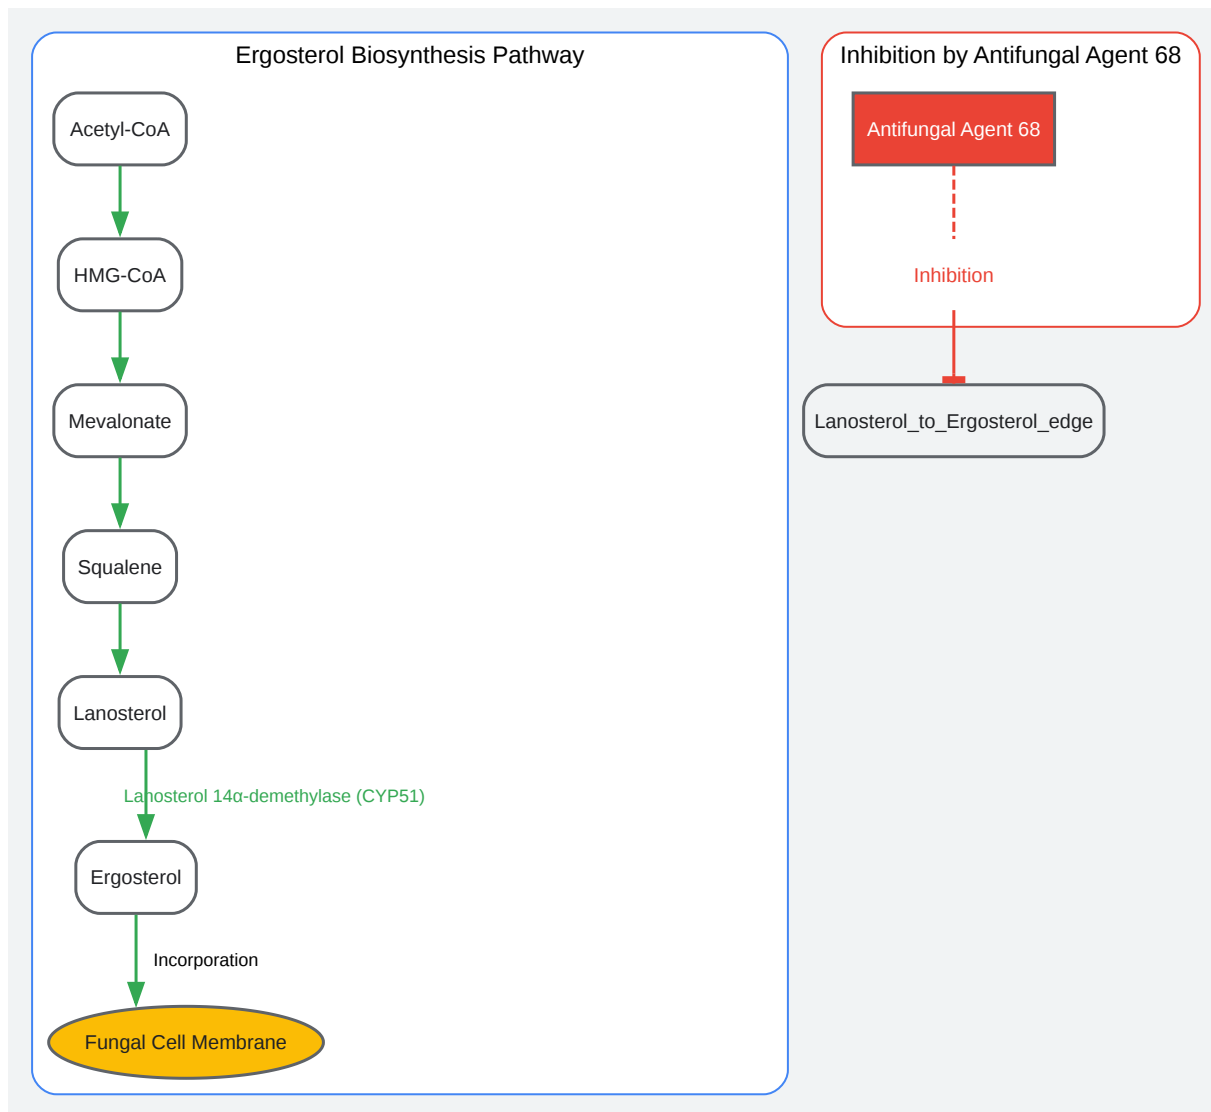 Ergosterol Biosynthesis Pathway
Acetyl-CoA
HMG-CoA
Mevalonate
Squalene
Lanosterol
Lanosterol 14α-demethylase (CYP51)
Ergosterol
Incorporation
Fungal Cell Membrane
Inhibition by Antifungal Agent 68
Antifungal Agent 68
Inhibition
Lanosterol_to_Ergosterol_edge